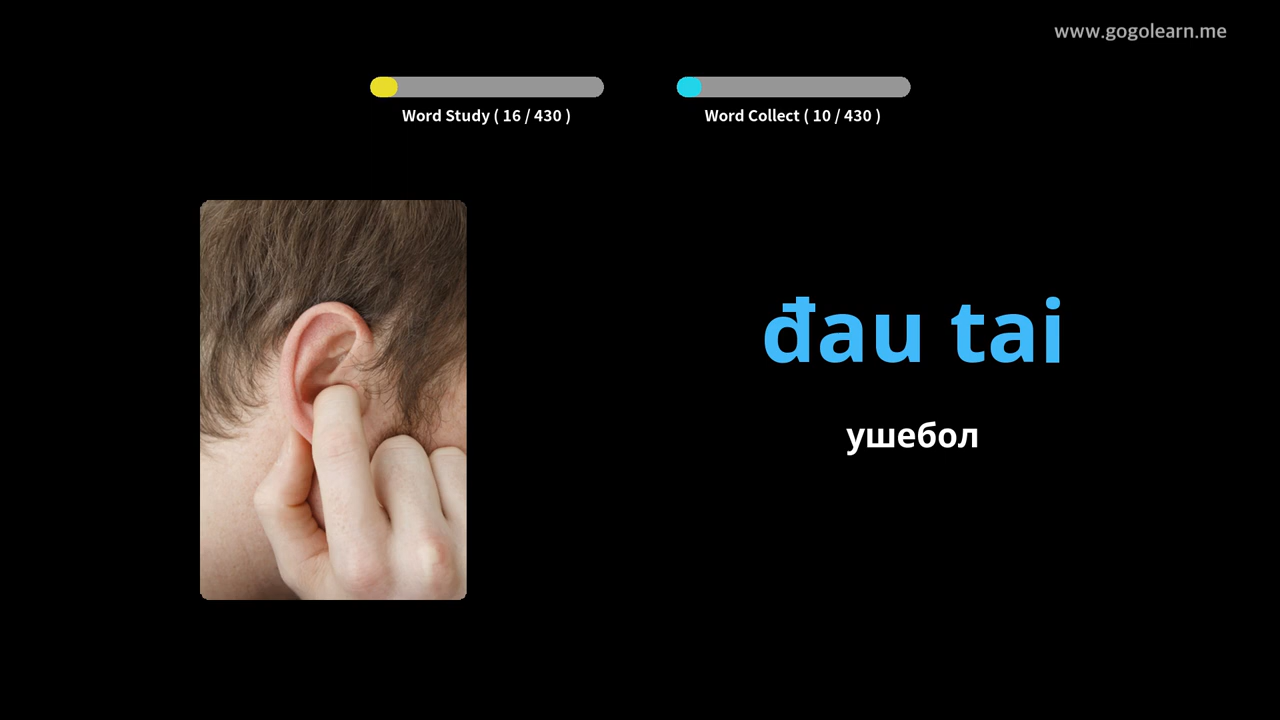 www.gogolearn.me
Word Study ( 16 / 430 )
Word Collect ( 10 / 430 )
đau tai
ушебол